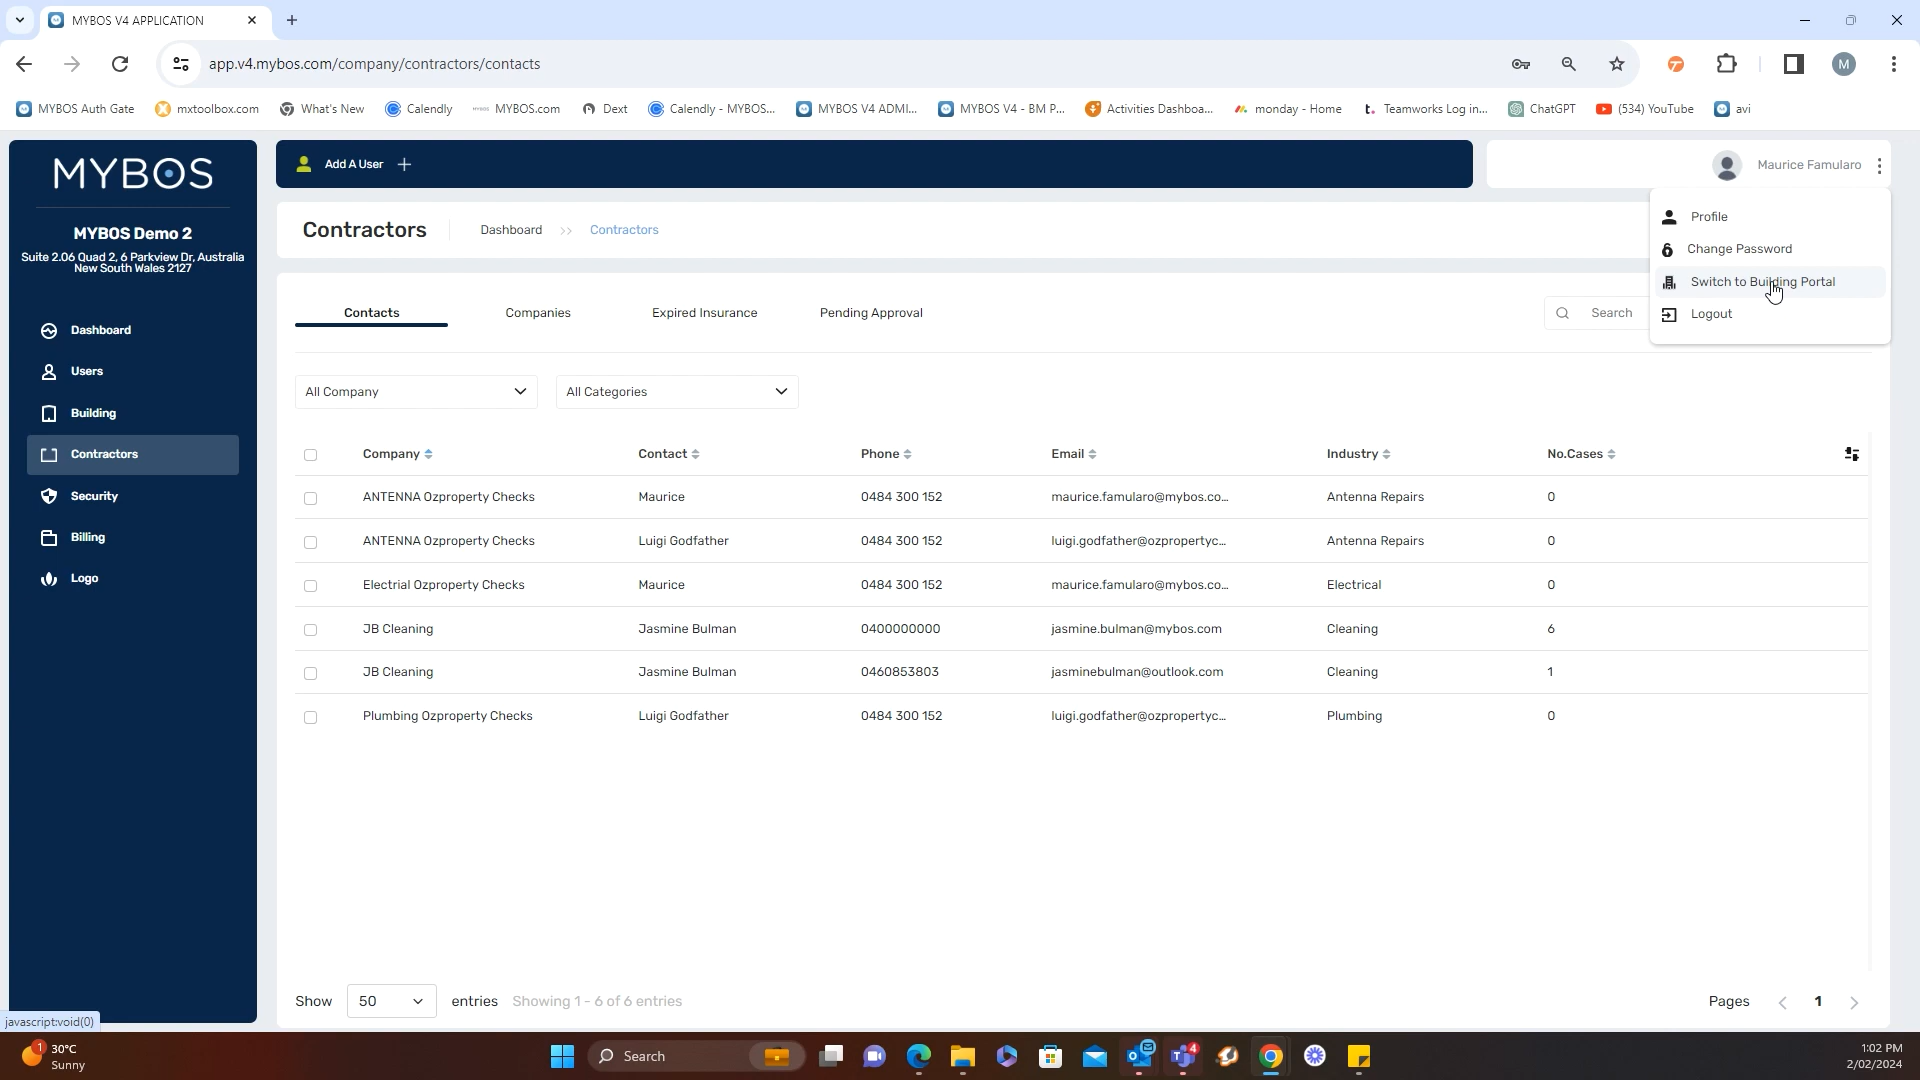 MYBOS V4 APPLICATION
app.v4.mybos.com/company/contractors/contacts
M
MYBOS Auth Gate mxtoolbox.com What's New Calendly MYBOS.com Dext Calendly - MYBOS... MYBOS V4 ADMI... MYBOS V4 - BM P... Activities Dashboa... monday - Home Teamworks Log in... ChatGPT (534) YouTube avi
MYBOS
MYBOS Demo 2
Suite 2.06 Quad 2, 6 Parkview Dr, Australia
New South Wales 2127
Dashboard
Users
Building
Contractors
Security
Billing
Logo
Add A User +
Maurice Famularo
Profile
Change Password
Switch to Building Portal
Logout
Contractors Dashboard >> Contractors
Contacts Companies Expired Insurance Pending Approval Search
All Company All Categories
Company Contact Phone Email Industry No.Cases
ANTENNA Ozproperty Checks Maurice 0484 300 152 maurice.famularo@mybos.co... Antenna Repairs 0
ANTENNA Ozproperty Checks Luigi Godfather 0484 300 152 luigi.godfather@ozpropertyc... Antenna Repairs 0
Electrial Ozproperty Checks Maurice 0484 300 152 maurice.famularo@mybos.co... Electrical 0
JB Cleaning Jasmine Bulman 0400000000 jasmine.bulman@mybos.com Cleaning 6
JB Cleaning Jasmine Bulman 0460853803 jasminebulman@outlook.com Cleaning 1
Plumbing Ozproperty Checks Luigi Godfather 0484 300 152 luigi.godfather@ozpropertyc... Plumbing 0
Show 50 entries Showing 1 - 6 of 6 entries Pages < 1 >
javascript:void(0)
1
30°C
Sunny
Search
4
1:02 PM
2/02/2024